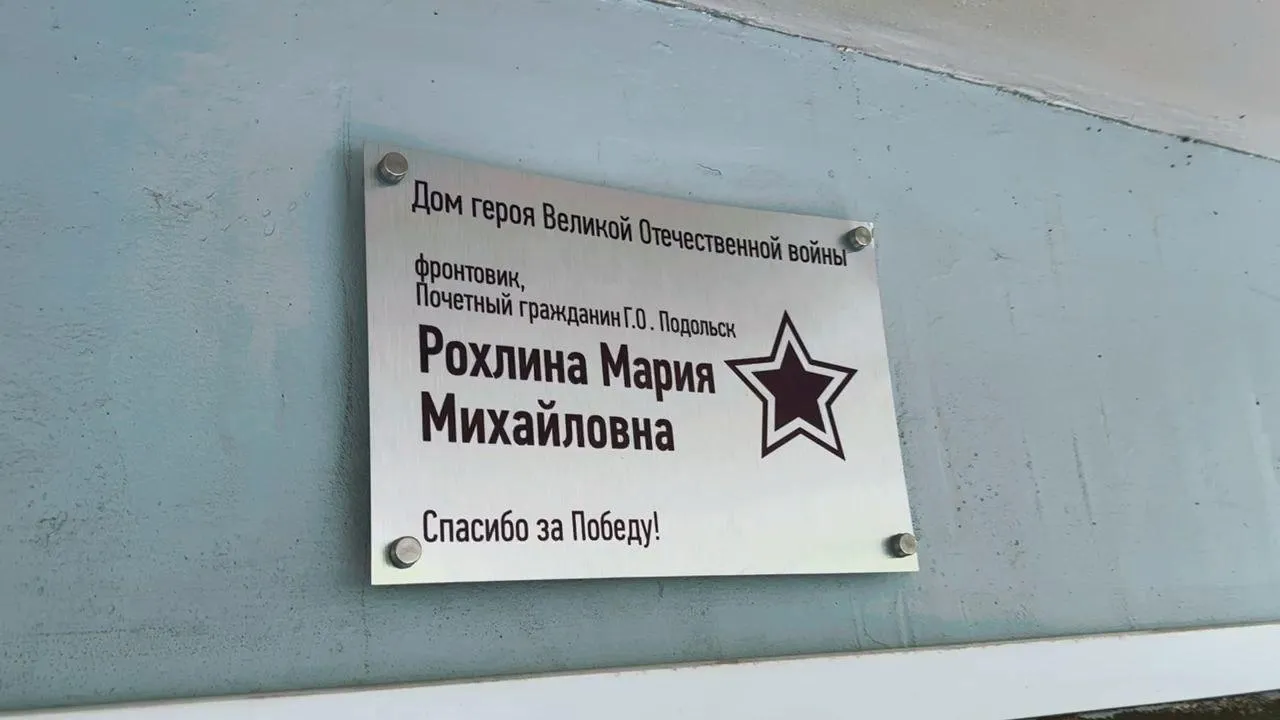 Дом героя Великой Отечественной войны
фронтовик,
Почетный гражданин Г.О. Подольск
Рохлина Мария
Михайловна
Спасибо за Победу!